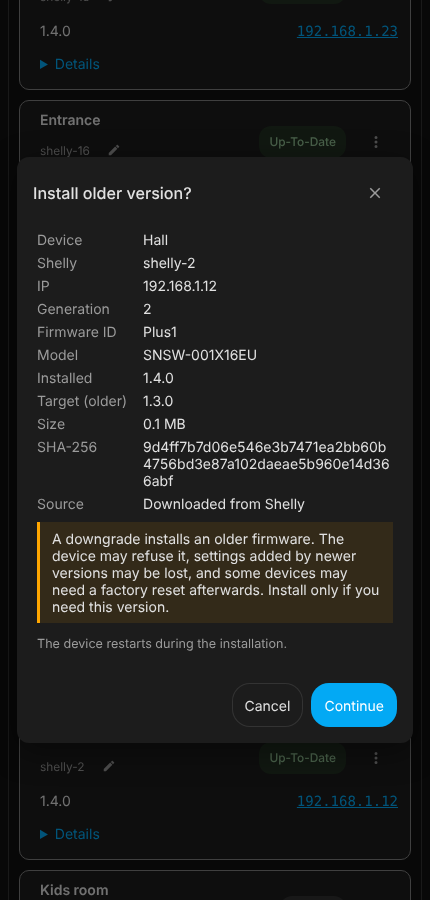 1.4.0 192.168.1.23
Details
Entrance
Up-To-Date
shelly-16
Install older version?
Device Hall
Shelly shelly-2
IP 192.168.1.12
Generation 2
Firmware ID Plus1
Model SNSW-001X16EU
Installed 1.4.0
Target (older) 1.3.0
Size 0.1 MB
SHA-256 9d4ff7b7d06e546e3b7471ea2bb60b
4756bd3e87a102daeae5b960e14d36
6abf
Source Downloaded from Shelly
A downgrade installs an older firmware. The
device may refuse it, settings added by newer
versions may be lost, and some devices may
need a factory reset afterwards. Install only if you
need this version.
The device restarts during the installation.
Cancel Continue
Up-To-Date
shelly-2
1.4.0 192.168.1.12
Details
Kids room